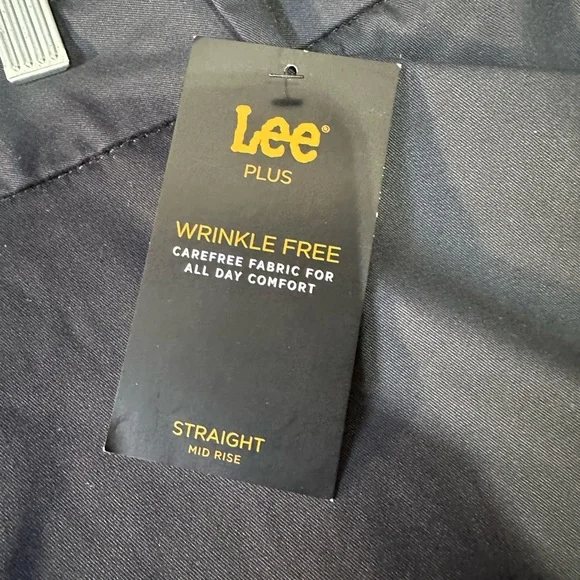 Lee®
PLUS
WRINKLE FREE
CAREFREE FABRIC FOR
ALL DAY COMFORT
STRAIGHT
MID RISE